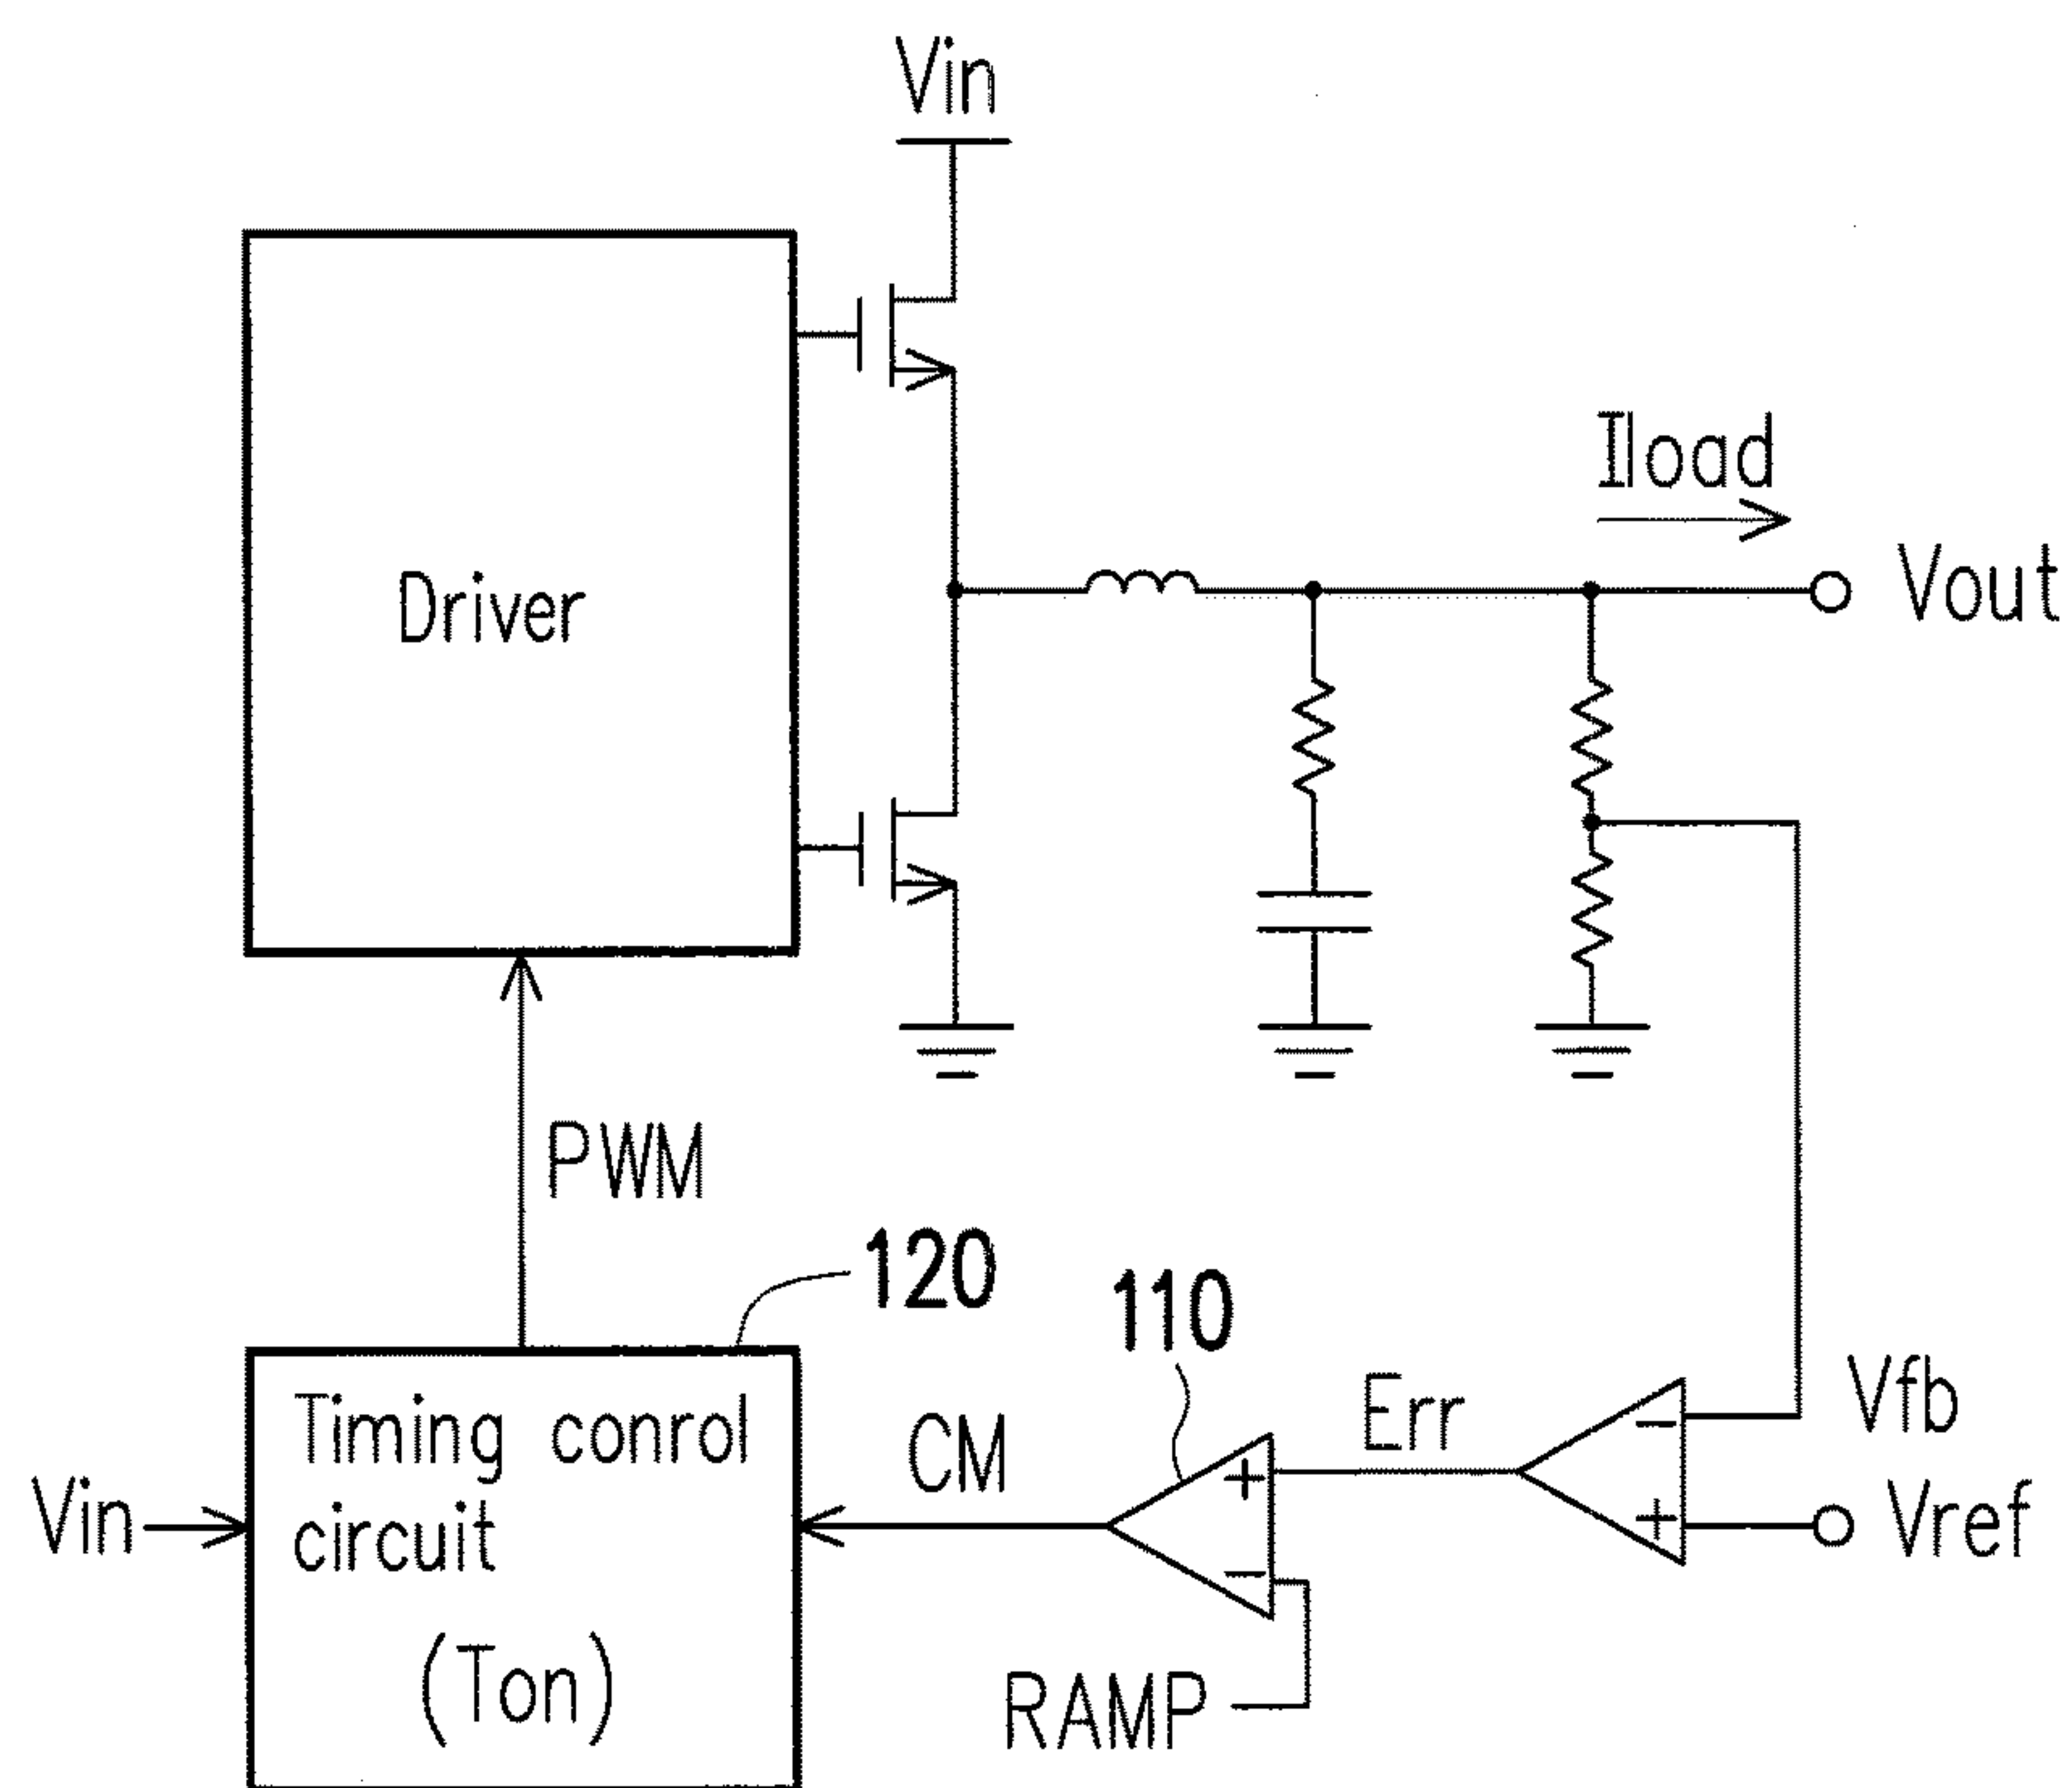 Vin
Driver
Iload
Vout
PWM
120
110
Timing conrol
circuit
(Ton)
Vin
CM
Err
Vfb
Vref
RAMP
+
−
−
+